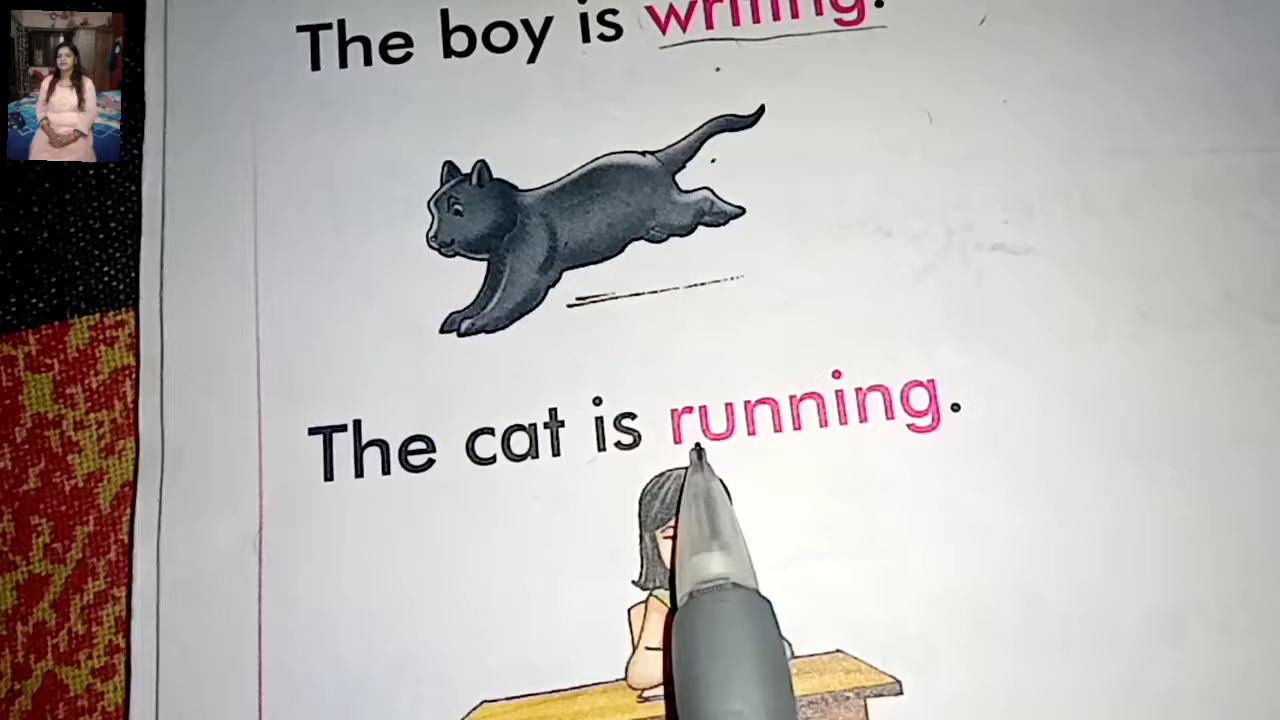 The boy is writing.
The cat is running.